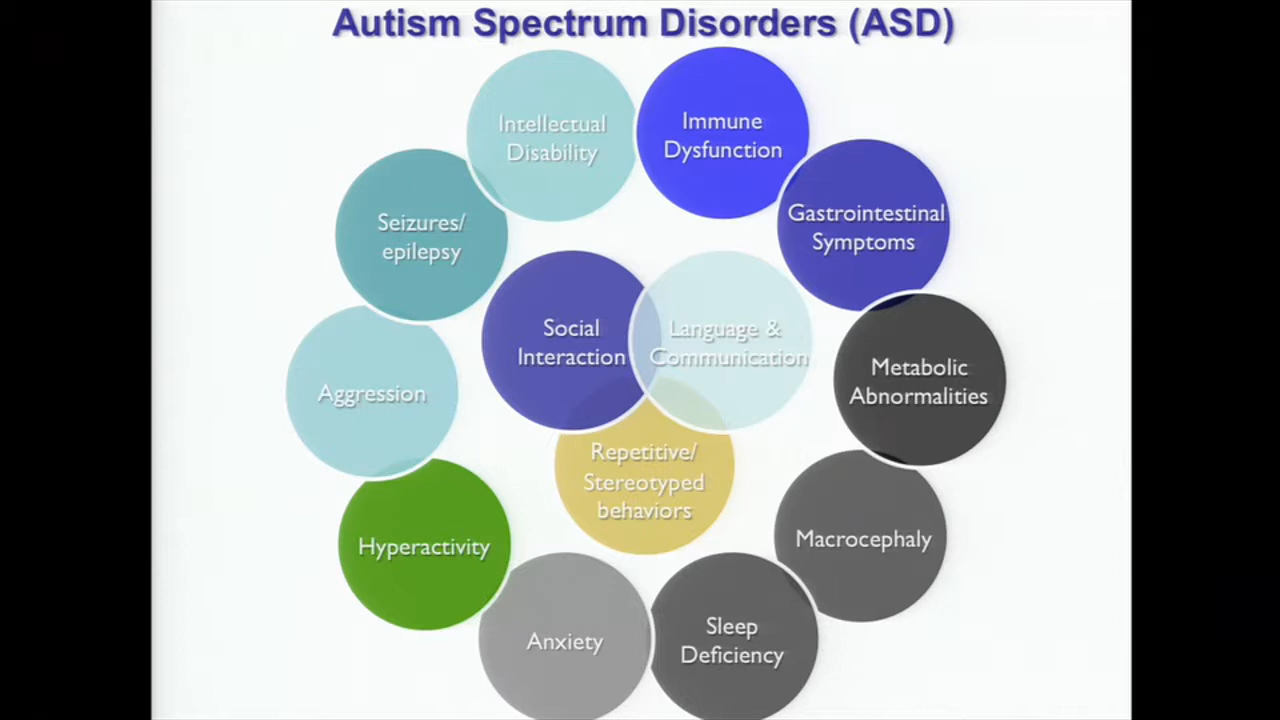 Autism Spectrum Disorders (ASD)
Intellectual
Disability
Immune
Dysfunction
Seizures/
epilepsy
Gastrointestinal
Symptoms
Social
Interaction
Language &
Communication
Aggression
Metabolic
Abnormalities
Repetitive/
Stereotyped
behaviors
Hyperactivity
Macrocephaly
Anxiety
Sleep
Deficiency